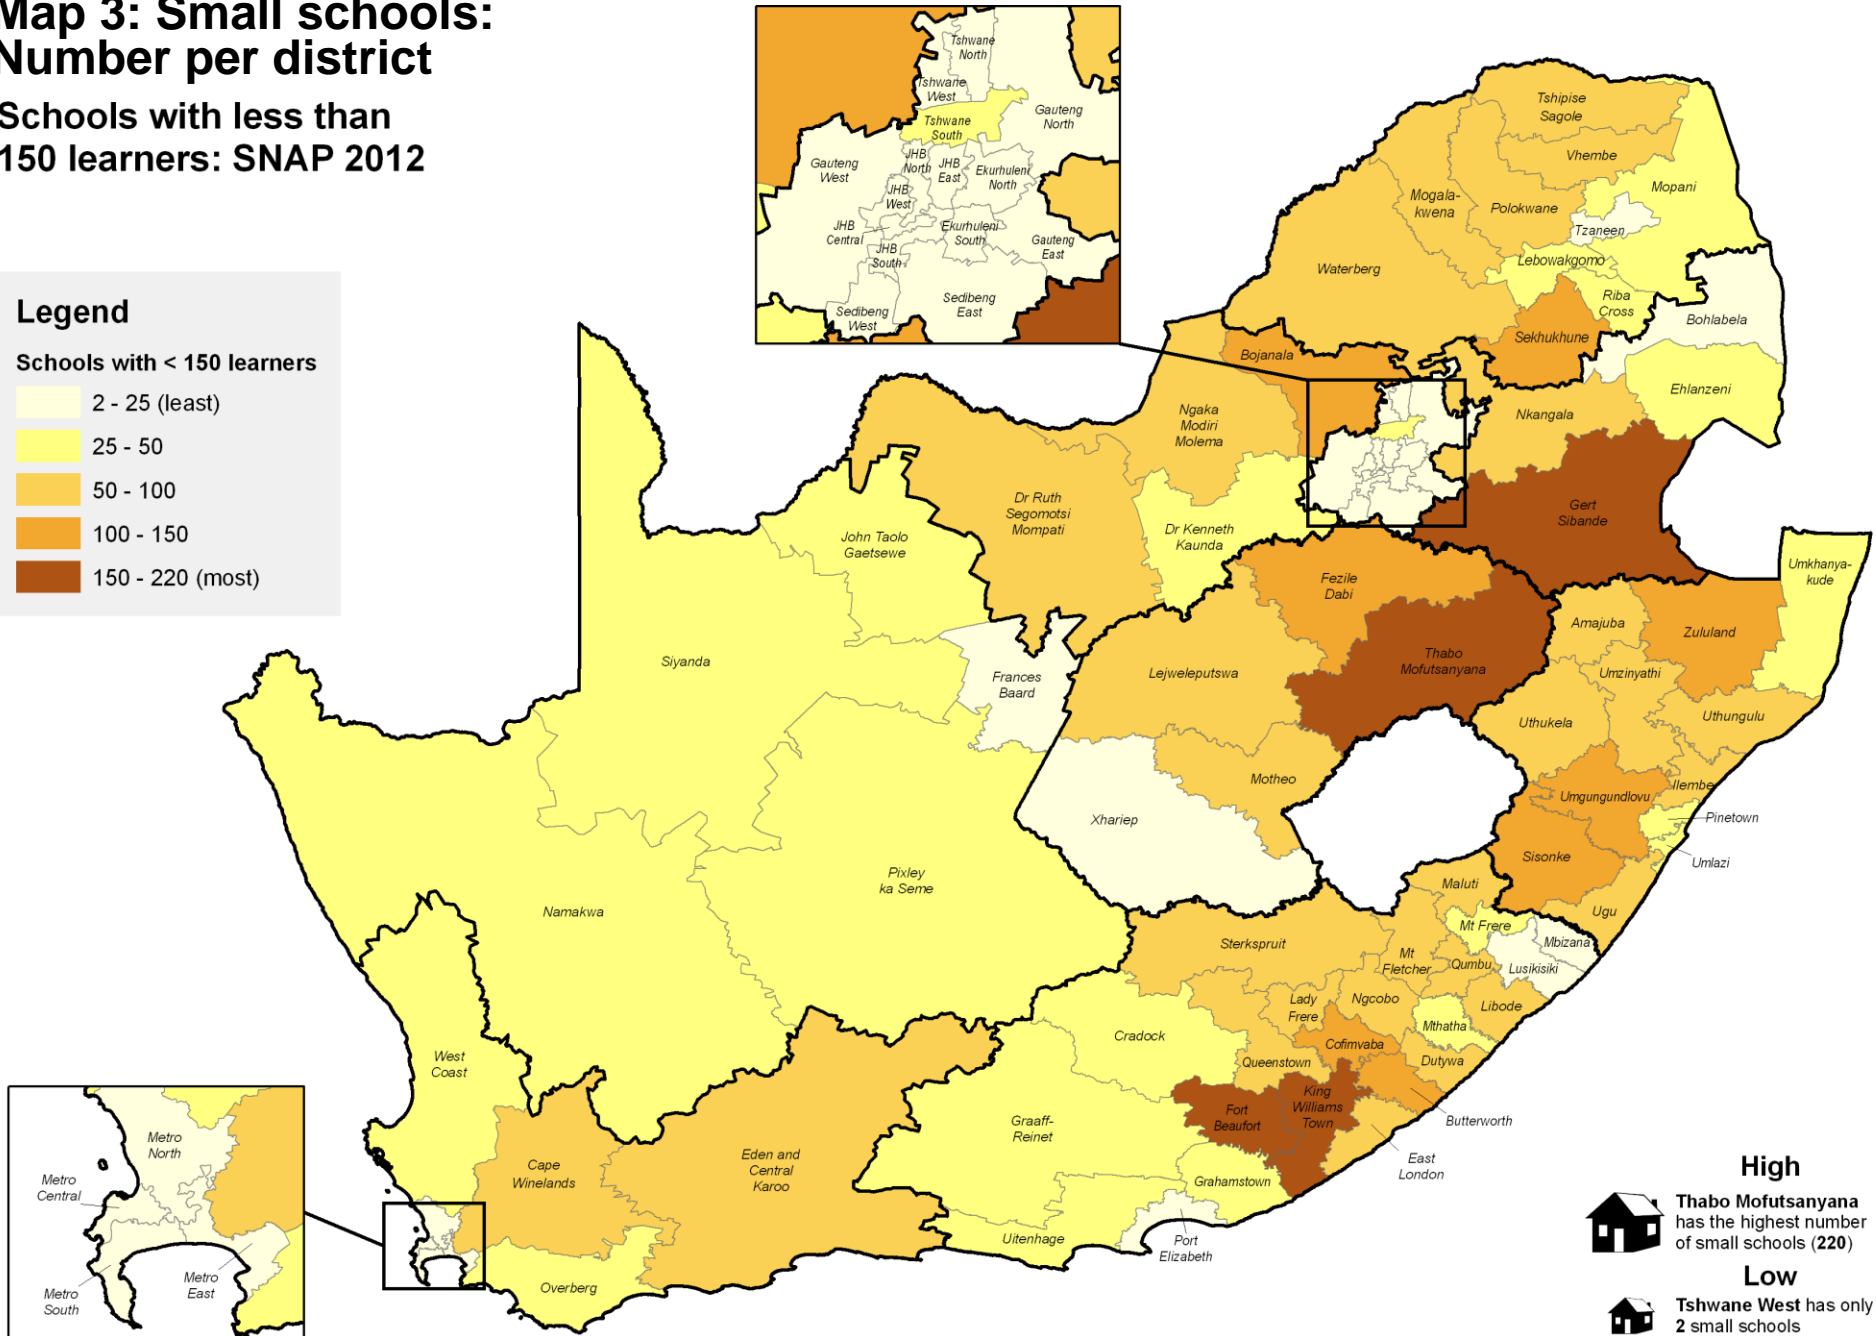 Map 3: Small schools:
Number per district
Schools with less than
150 learners: SNAP 2012
Legend
Schools with < 150 learners
2 - 25 (least)
25 - 50
50 - 100
100 - 150
150 - 220 (most)
Tshwane
North
Tshwane
West
Tshwane
South
Gauteng
North
Gauteng
West
JHB
North
JHB
East
Ekurhuleni
North
JHB
West
JHB
Central
Ekurhuleni
South
JHB
South
Gauteng
East
Sedibeng
East
Sedibeng
West
Tshipise
Sagole
Vhembe
Mopani
Mogala-
kwena
Polokwane
Tzaneen
Lebowakgomo
Waterberg
Riba
Cross
Bohlabela
Sekhukhune
Bojanala
Ehlanzeni
Nkangala
Ngaka
Modiri
Molema
Dr Ruth
Segomotsi
Mompati
Gert
Sibande
Dr Kenneth
Kaunda
John Taolo
Gaetsewe
Umkhanya-
kude
Fezile
Dabi
Amajuba
Zululand
Siyanda
Thabo
Mofutsanyana
Lejweleputswa
Umzinyathi
Frances
Baard
Uthukela
Uthungulu
Motheo
Ilembe
Umgungundlovu
Xhariep
Pinetown
Sisonke
Umlazi
Pixley
ka Seme
Maluti
Namakwa
Ugu
Mt Frere
Sterkspruit
Mbizana
Mt
Fletcher
Qumbu
Lusikisiki
Lady
Frere
Ngcobo
Libode
Mthatha
Cradock
Cofimvaba
West
Coast
Queenstown
Dutywa
King
Williams
Town
Fort
Beaufort
Butterworth
Graaff-
Reinet
East
London
Cape
Winelands
Eden and
Central
Karoo
Grahamstown
Uitenhage
Port
Elizabeth
Overberg
Metro
North
Metro
Central
Metro
East
Metro
South
High
Thabo Mofutsanyana
has the highest number
of small schools (220)
Low
Tshwane West has only
2 small schools